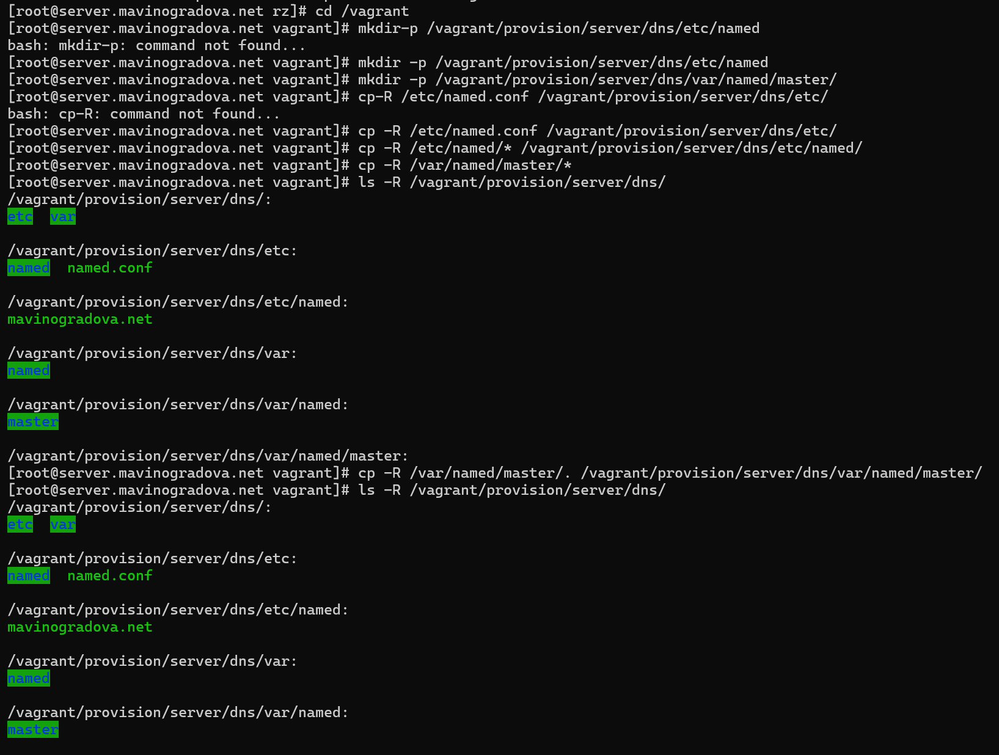 [root@server.mavinogradova.net rz]# cd /vagrant
[root@server.mavinogradova.net vagrant]# mkdir-p /vagrant/provision/server/dns/etc/named
bash: mkdir-p: command not found...
[root@server.mavinogradova.net vagrant]# mkdir -p /vagrant/provision/server/dns/etc/named
[root@server.mavinogradova.net vagrant]# mkdir -p /vagrant/provision/server/dns/var/named/master/
[root@server.mavinogradova.net vagrant]# cp-R /etc/named.conf /vagrant/provision/server/dns/etc/
bash: cp-R: command not found...
[root@server.mavinogradova.net vagrant]# cp -R /etc/named.conf /vagrant/provision/server/dns/etc/
[root@server.mavinogradova.net vagrant]# cp -R /etc/named/* /vagrant/provision/server/dns/etc/named/
[root@server.mavinogradova.net vagrant]# cp -R /var/named/master/*
[root@server.mavinogradova.net vagrant]# ls -R /vagrant/provision/server/dns/
/vagrant/provision/server/dns/:
etc  var
/vagrant/provision/server/dns/etc:
named  named.conf
/vagrant/provision/server/dns/etc/named:
mavinogradova.net
/vagrant/provision/server/dns/var:
named
/vagrant/provision/server/dns/var/named:
master
/vagrant/provision/server/dns/var/named/master:
[root@server.mavinogradova.net vagrant]# cp -R /var/named/master/. /vagrant/provision/server/dns/var/named/master/
[root@server.mavinogradova.net vagrant]# ls -R /vagrant/provision/server/dns/
/vagrant/provision/server/dns/:
etc  var
/vagrant/provision/server/dns/etc:
named  named.conf
/vagrant/provision/server/dns/etc/named:
mavinogradova.net
/vagrant/provision/server/dns/var:
named
/vagrant/provision/server/dns/var/named:
master